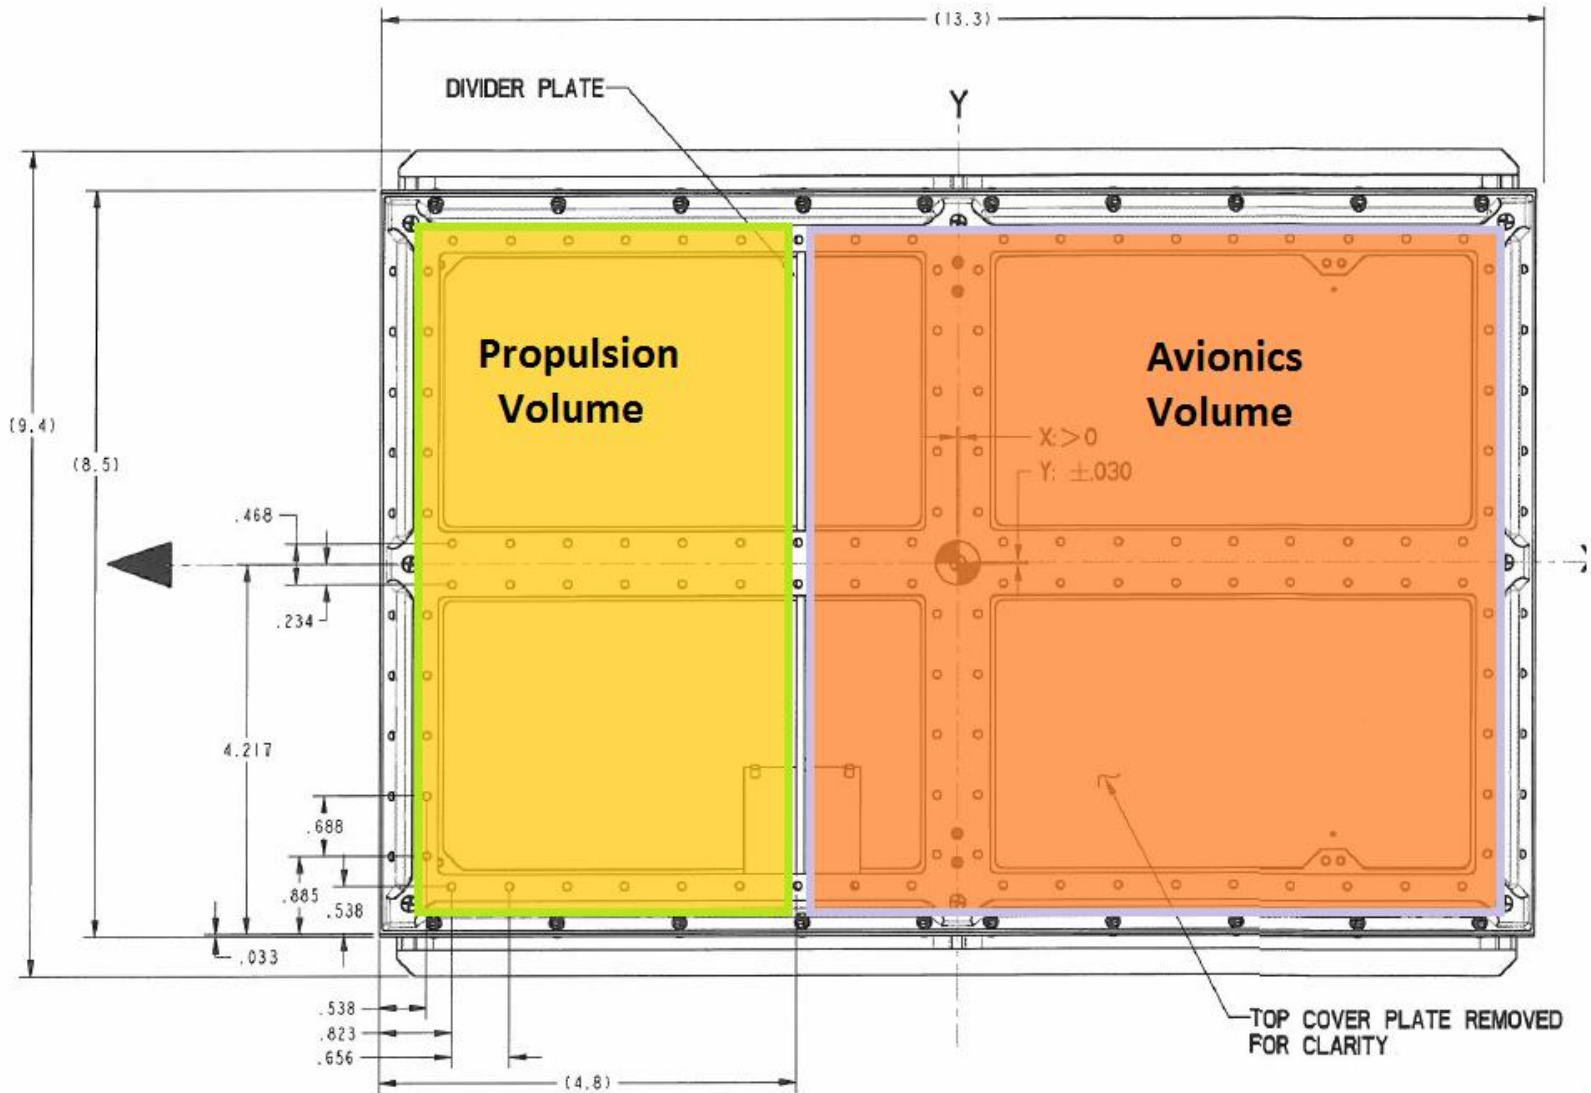 (13.3)
DIVIDER PLATE
Y
Propulsion
Volume
Avionics
Volume
(9.4)
(8.5)
X:>0
Y: ±.030
.468
.234
4.217
.688
.885
.538
.033
.538
.823
.656
(4.8)
TOP COVER PLATE REMOVED
FOR CLARITY